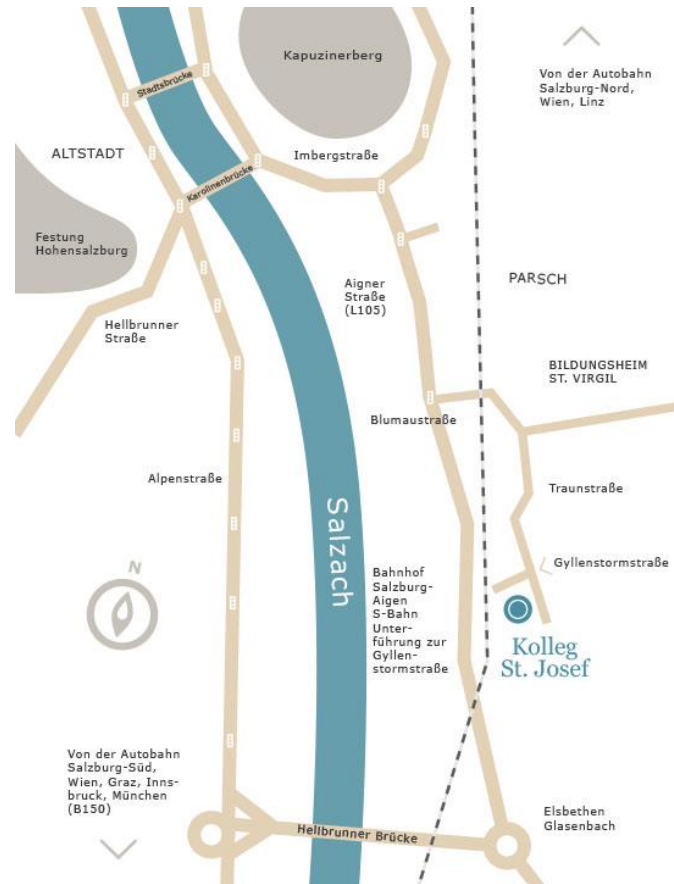 Kapuzinerberg
Von der Autobahn
Salzburg-Nord,
Wien, Linz
Stadtsbrücke
ALTSTADT
Imbergstraße
Karolinenbrücke
Festung
Hohensalzburg
Aigner
Straße
(L105)
PARSCH
Hellbrunner
Straße
BILDUNGSHEIM
ST. VIRGIL
Blumaustraße
Alpenstraße
Traunstraße
Salzach
N
Gyllenstormstraße
Bahnhof
Salzburg-
Aigen
S-Bahn
Unter-
führung zur
Gyllen-
stormstraße
Kolleg
St. Josef
Von der Autobahn
Salzburg-Süd,
Wien, Graz, Inns-
bruck, München
(B150)
Hellbrunner Brücke
Elsbethen
Glasenbach